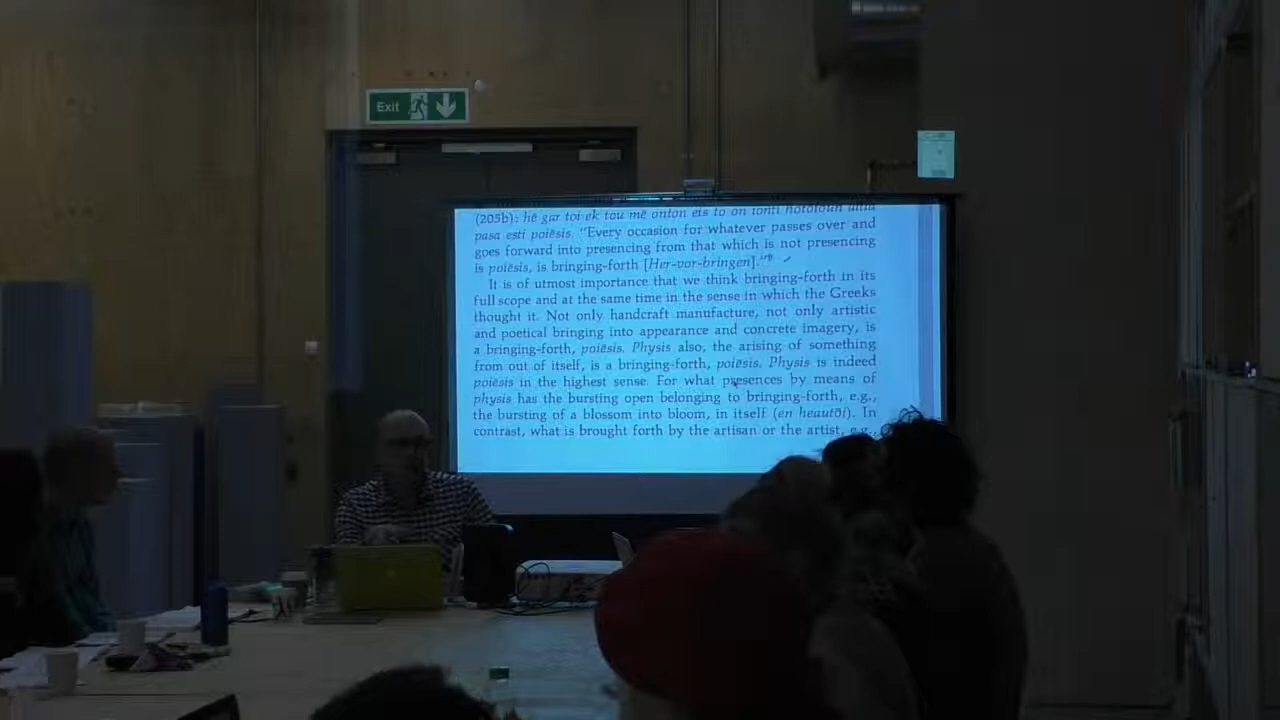 Exit
(205b): hē gar toi ek tou mē onton eis to on ionti hotoioun aitia
pasa esti poiēsis. "Every occasion for whatever passes over and
goes forward into presencing from that which is not presencing
is poiēsis, is bringing-forth [Her-vor-bringen]."
It is of utmost importance that we think bringing-forth in its
full scope and at the same time in the sense in which the Greeks
thought it. Not only handcraft manufacture, not only artistic
and poetical bringing into appearance and concrete imagery, is
a bringing-forth, poiēsis. Physis also, the arising of something
from out of itself, is a bringing-forth, poiēsis. Physis is indeed
poiēsis in the highest sense. For what presences by means of
physis has the bursting open belonging to bringing-forth, e.g.,
the bursting of a blossom into bloom, in itself (en heautōi). In
contrast, what is brought forth by the artisan or the artist, e.g.,